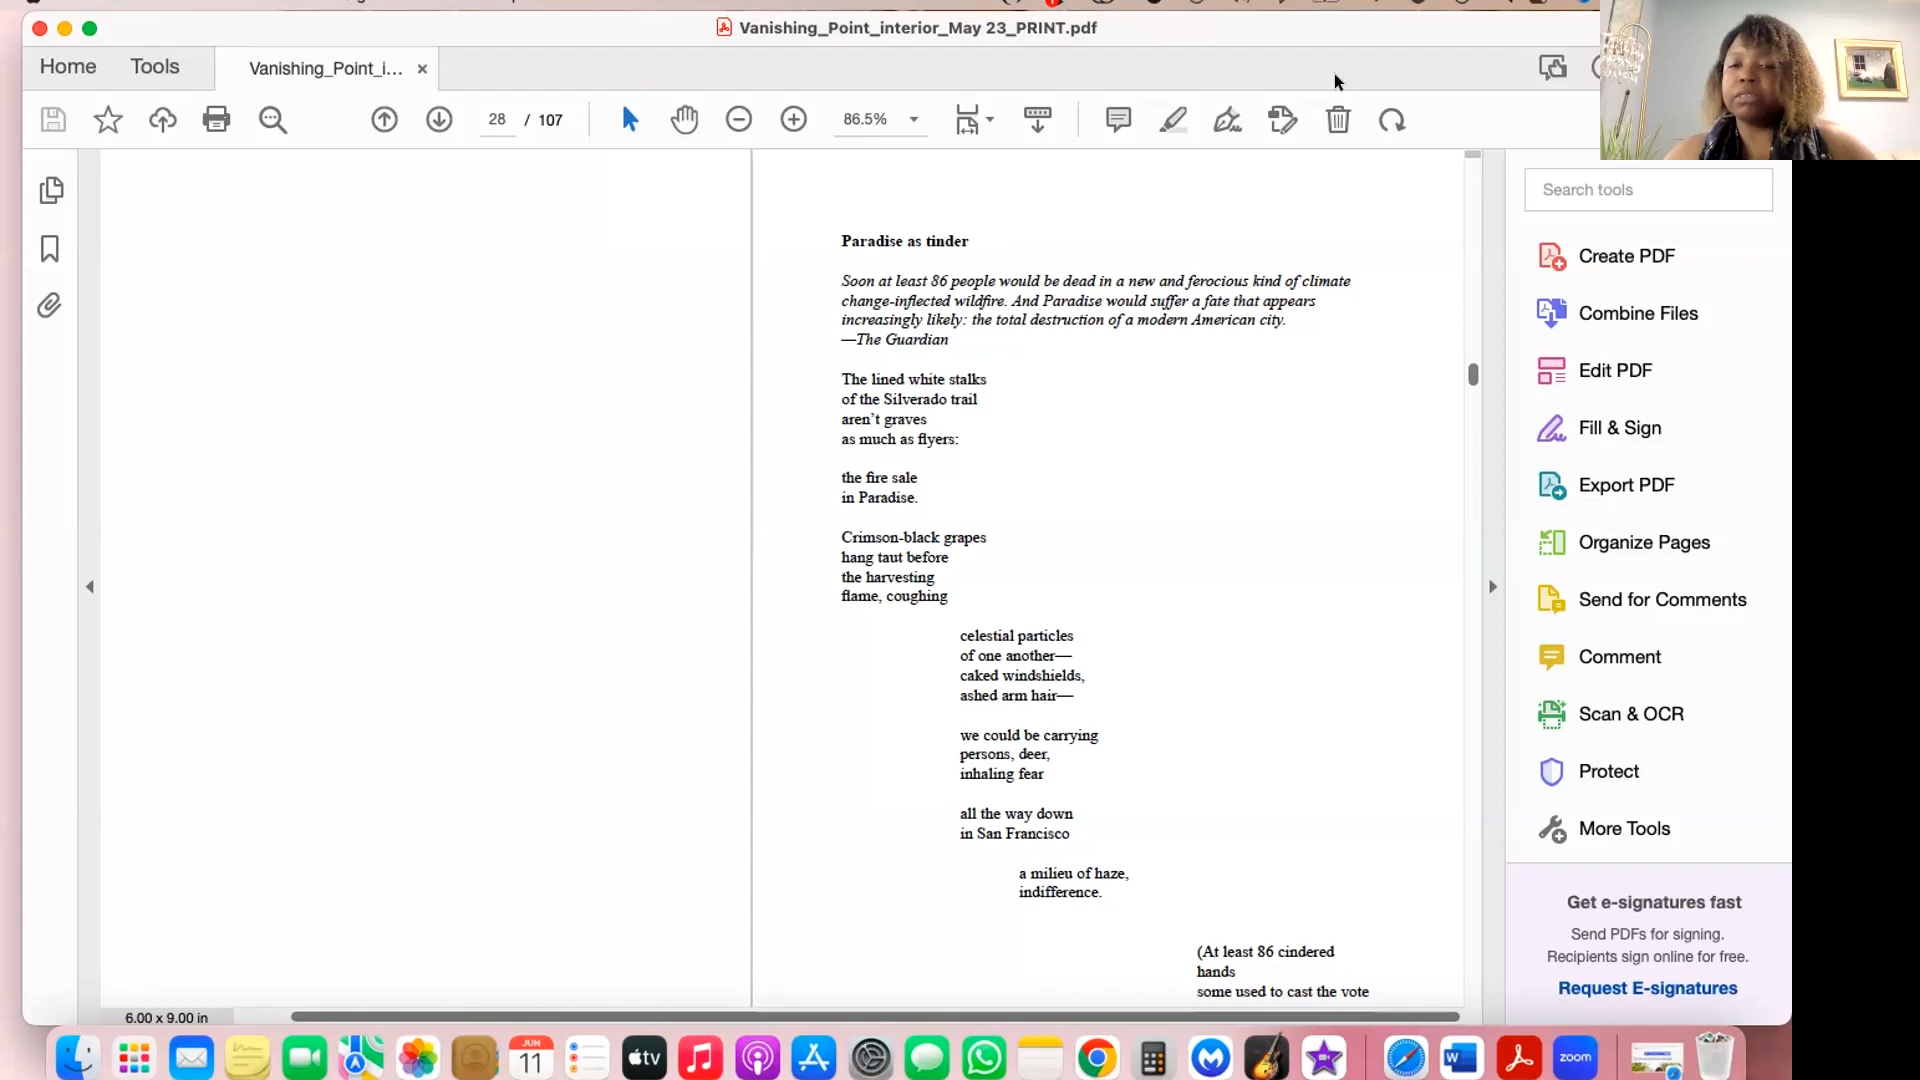 Vanishing_Point_interior_May 23_PRINT.pdf
Home
Tools
Vanishing_Point_i...
28 / 107
86.5%
Search tools
Paradise as tinder
Soon at least 86 people would be dead in a new and ferocious kind of climate
change-inflected wildfire. And Paradise would suffer a fate that appears
increasingly likely: the total destruction of a modern American city.
—The Guardian
The lined white stalks
of the Silverado trail
aren’t graves
as much as flyers:
the fire sale
in Paradise.
Crimson-black grapes
hang taut before
the harvesting
flame, coughing
celestial particles
of one another—
caked windshields,
ashed arm hair—
we could be carrying
persons, deer,
inhaling fear
all the way down
in San Francisco
a milieu of haze,
indifference.
(At least 86 cindered
hands
some used to cast the vote
Create PDF
Combine Files
Edit PDF
Fill & Sign
Export PDF
Organize Pages
Send for Comments
Comment
Scan & OCR
Protect
More Tools
Get e-signatures fast
Send PDFs for signing.
Recipients sign online for free.
Request E-signatures
6.00 x 9.00 in
JUN
11
tv
W
zoom